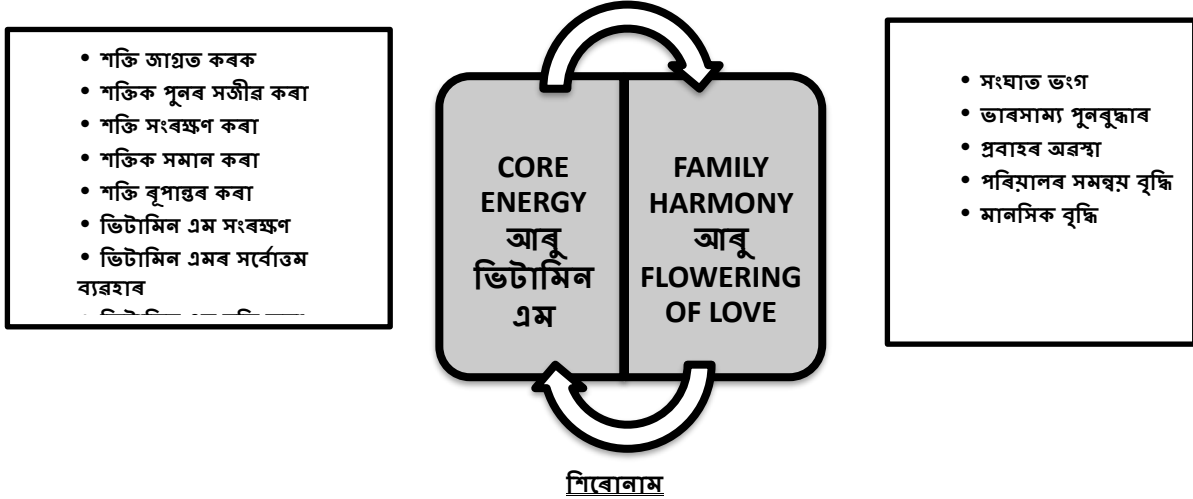 • শক্তি জাগ্ৰত কৰক
• শক্তিক পুনৰ সজীৱ কৰা
• শক্তি সংৰক্ষণ কৰা
• শক্তিক সমান কৰা
• শক্তি ৰূপান্তৰ কৰা
• ভিটামিন এম সংৰক্ষণ
• ভিটামিন এমৰ সৰ্বোত্তম
ব্যৱহাৰ
CORE
ENERGY
আৰু
ভিটামিন
এম
FAMILY
HARMONY
আৰু
FLOWERING
OF LOVE
• সংঘাত ভংগ
• ভাৰসাম্য পুনৰুদ্ধাৰ
• প্ৰবাহৰ অৱস্থা
• পৰিয়ালৰ সমন্বয় বৃদ্ধি
• মানসিক বৃদ্ধি
শিৰোনাম